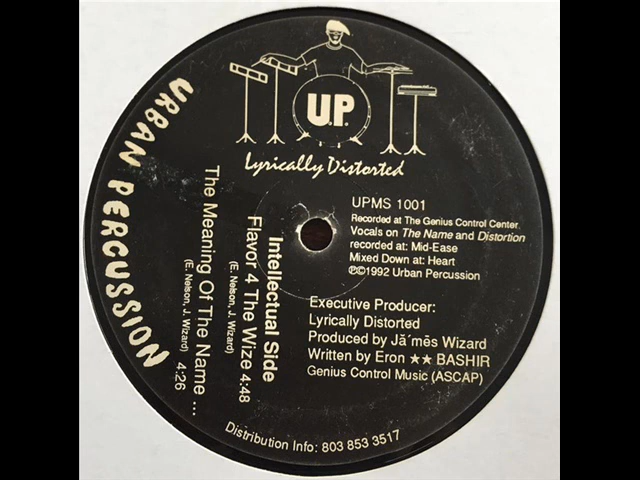 URBAN PERCUSSION
U.P.
Lyrically Distorted
UPMS 1001
Recorded at The Genius Control Center.
Vocals on The Name and Distortion
recorded at: Mid-Ease
Mixed Down at: Heart
℗©1992 Urban Percussion
Intellectual Side
Flavor 4 The Wize 4:48
(E. Nelson, J. Wizard)
The Meaning Of The Name ... 4:26
(E. Nelson, J. Wizard)
Executive Producer:
Lyrically Distorted
Produced by Jă´mês Wizard
Written by Eron ★★ BASHIR
Genius Control Music (ASCAP)
Distribution Info: 803 853 3517